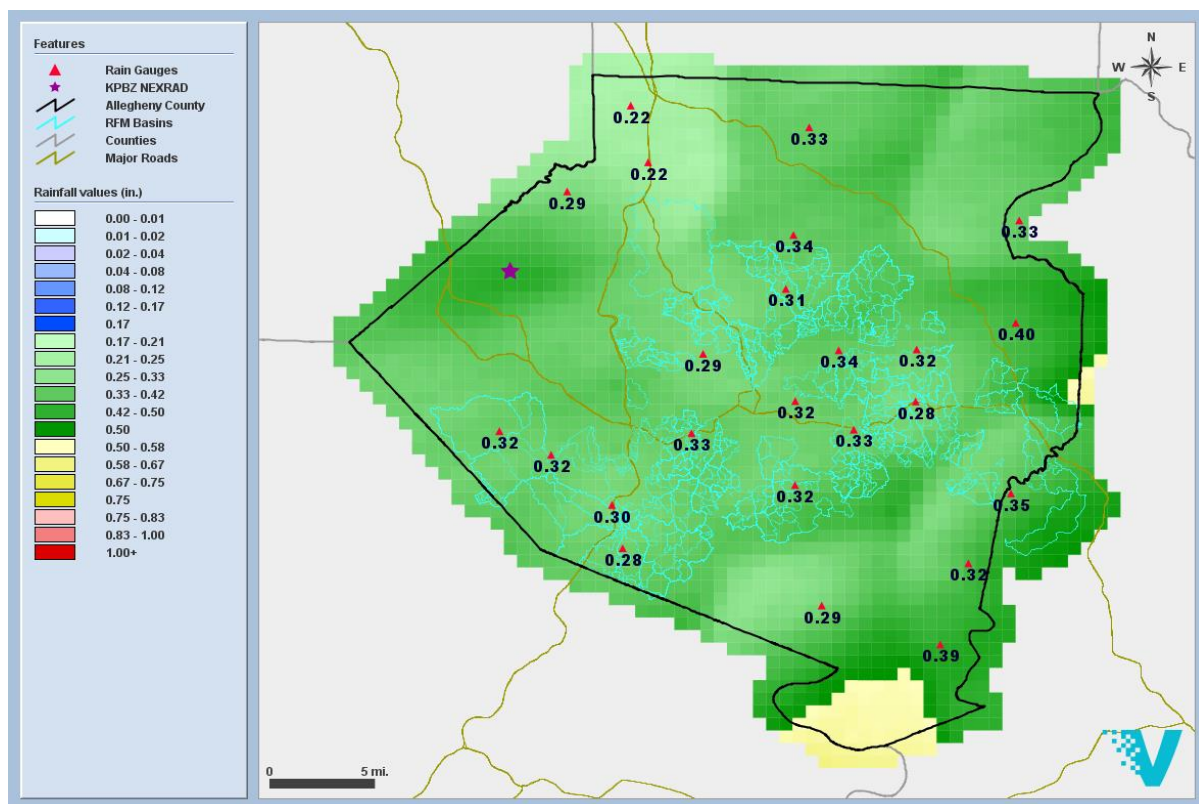 Features
Rain Gauges
KPBZ NEXRAD
Allegheny County
RFM Basins
Counties
Major Roads
Rainfall values (in.)
0.00 - 0.01
0.01 - 0.02
0.02 - 0.04
0.04 - 0.08
0.08 - 0.12
0.12 - 0.17
0.17
0.17 - 0.21
0.21 - 0.25
0.25 - 0.33
0.33 - 0.42
0.42 - 0.50
0.50
0.50 - 0.58
0.58 - 0.67
0.67 - 0.75
0.75
0.75 - 0.83
0.83 - 1.00
1.00+
N
W E
S
0.22
0.33
0.22
0.29
0.33
0.34
0.31
0.40
0.29
0.34
0.32
0.32
0.28
0.32
0.33
0.33
0.32
0.32
0.35
0.30
0.28
0.32
0.29
0.39
0 5 mi.
V